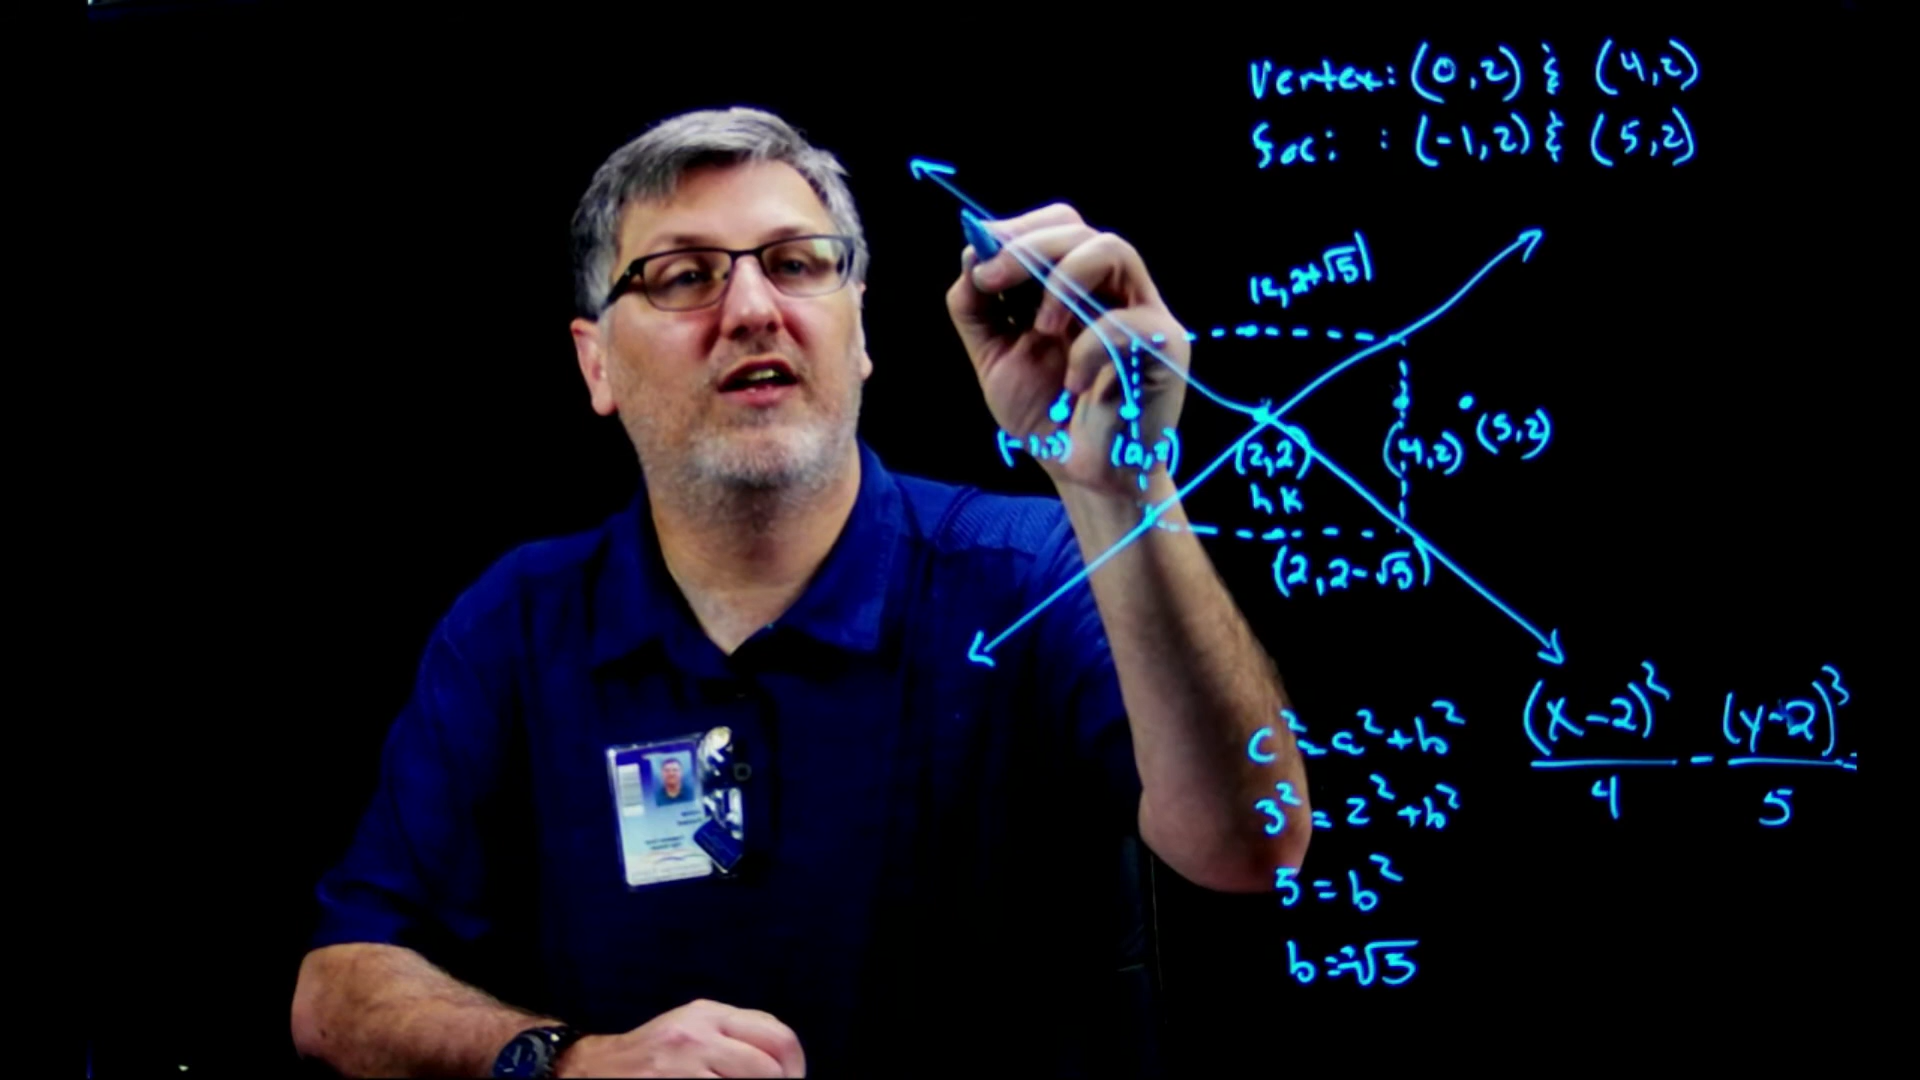 Vertex: (0,2) & (4,2)
foci : (-1,2) & (5,2)
(2, 2+√5)
(-1,2) (0,2) (2,2) (4,2) (5,2)
h k
(2, 2-√5)
c² = a² + b²
3² = 2² + b²
5 = b²
b = √5
(x-2)²/4 - (y-2)²/5 =